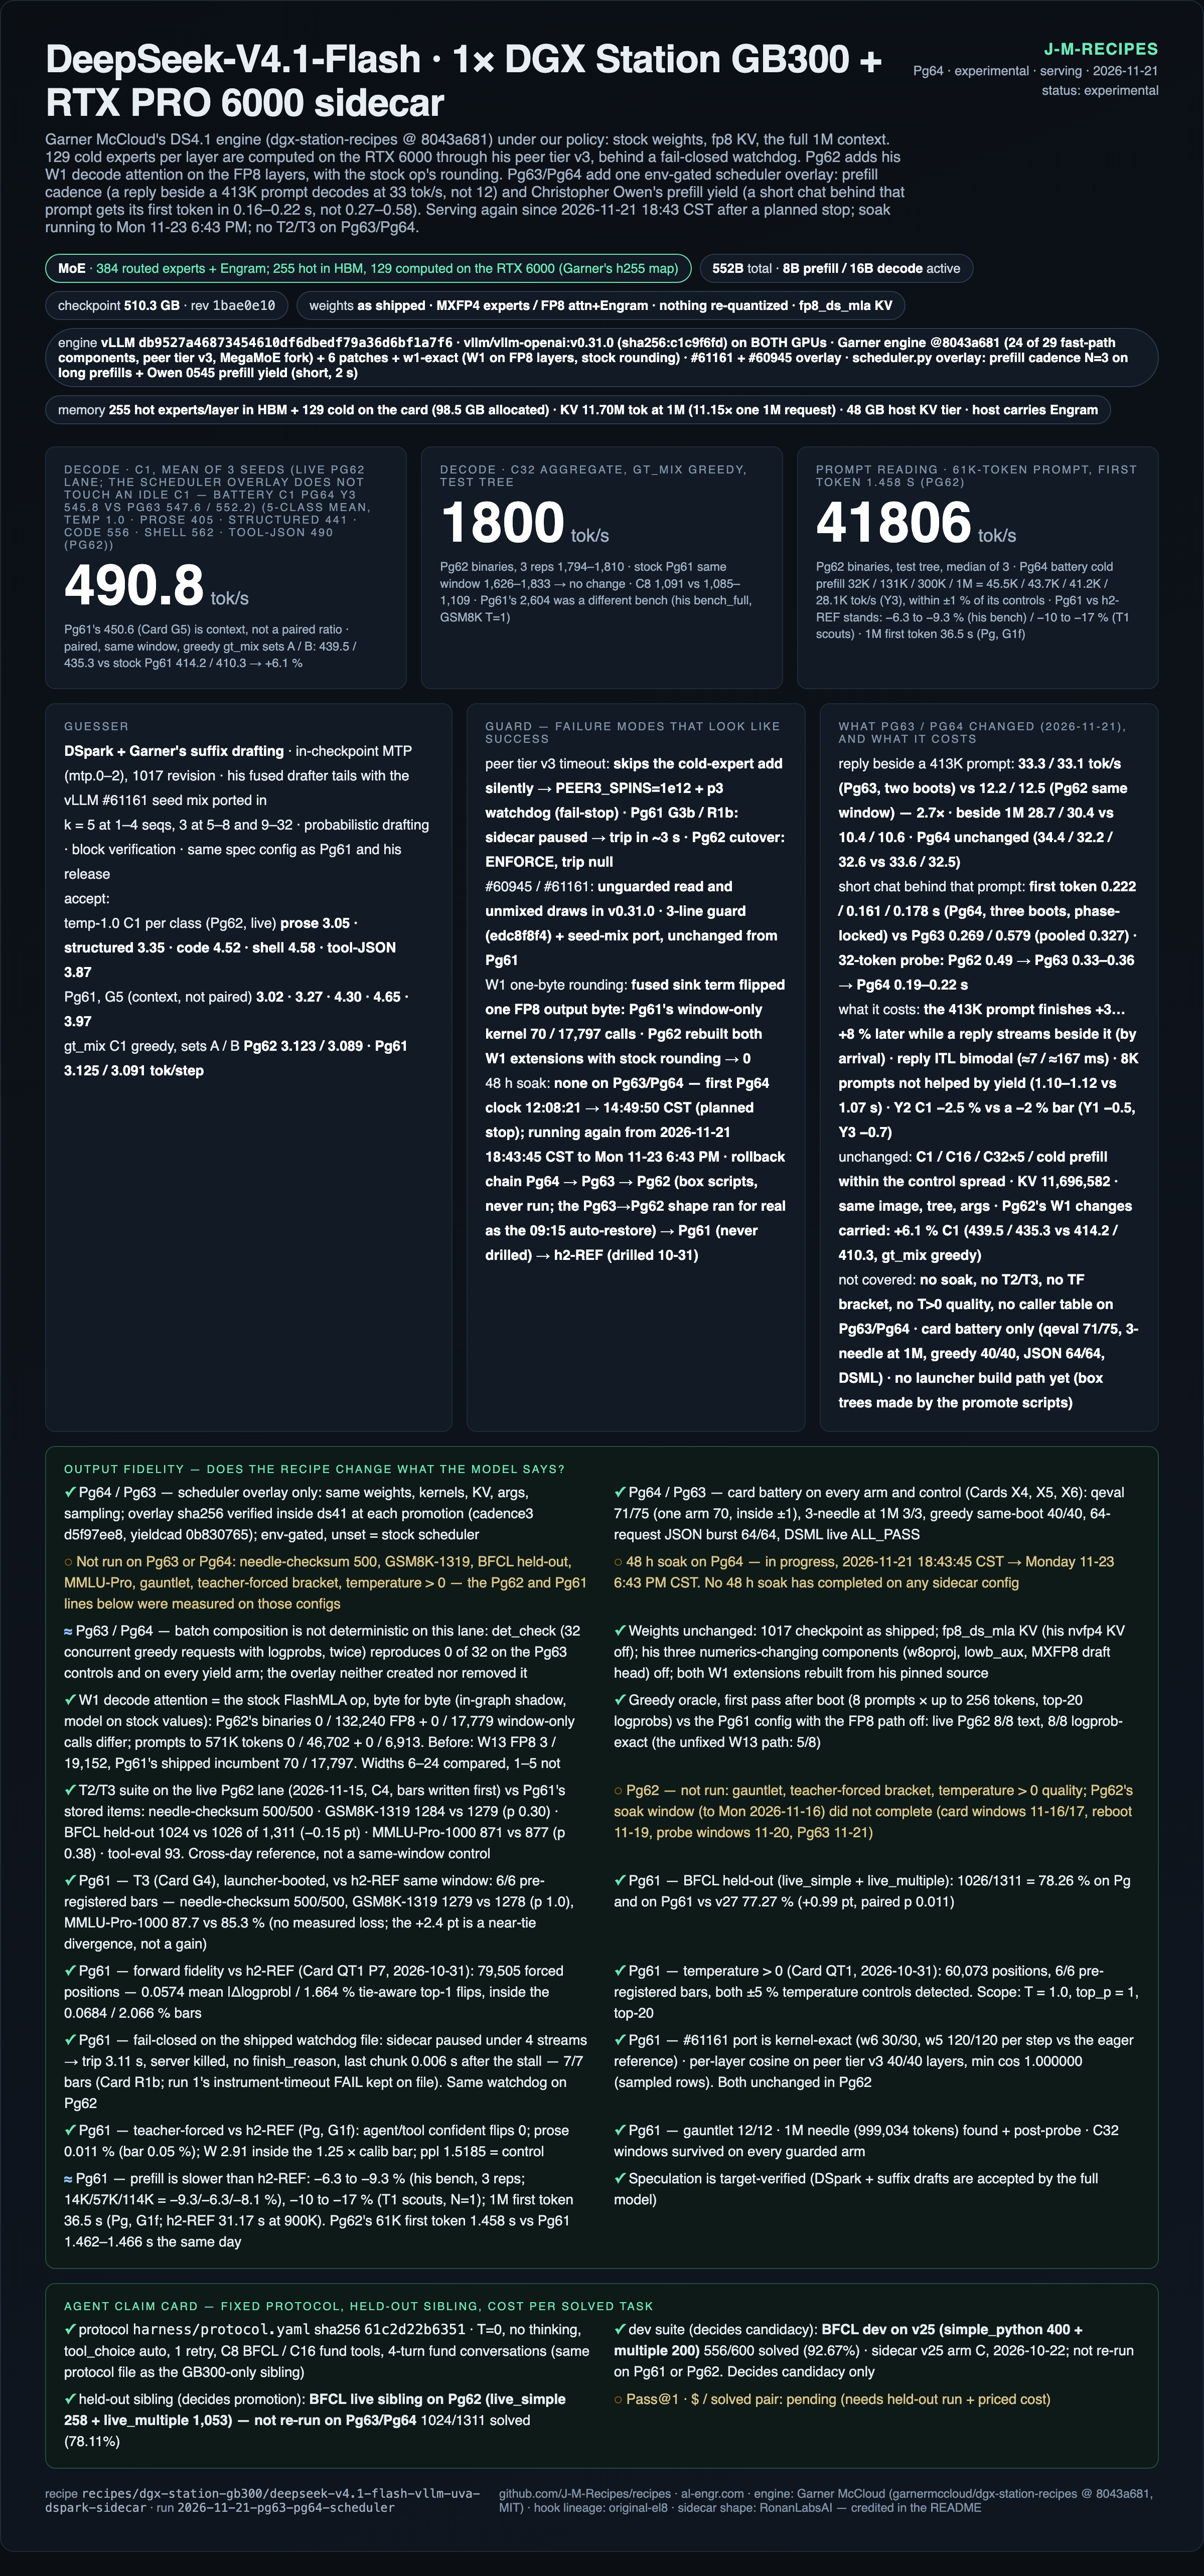 DeepSeek-V4.1-Flash · 1× DGX Station GB300 +
RTX PRO 6000 sidecar
J-M-RECIPES
Pg64 · experimental · serving · 2026-11-21
status: experimental
Garner McCloud's DS4.1 engine (dgx-station-recipes @ 8043a681) under our policy: stock weights, fp8 KV, the full 1M context.
129 cold experts per layer are computed on the RTX 6000 through his peer tier v3, behind a fail-closed watchdog. Pg62 adds his
W1 decode attention on the FP8 layers, with the stock op's rounding. Pg63/Pg64 add one env-gated scheduler overlay: prefill
cadence (a reply beside a 413K prompt decodes at 33 tok/s, not 12) and Christopher Owen's prefill yield (a short chat behind that
prompt gets its first token in 0.16–0.22 s, not 0.27–0.58). Serving again since 2026-11-21 18:43 CST after a planned stop; soak
running to Mon 11-23 6:43 PM; no T2/T3 on Pg63/Pg64.
MoE · 384 routed experts + Engram; 255 hot in HBM, 129 computed on the RTX 6000 (Garner's h255 map)
552B total · 8B prefill / 16B decode active
checkpoint 510.3 GB · rev 1bae0e10
weights as shipped · MXFP4 experts / FP8 attn+Engram · nothing re-quantized · fp8_ds_mla KV
engine vLLM db9527a46873454610df6dbedf79a36d6bf1a7f6 · vllm/vllm-openai:v0.31.0 (sha256:c1c9f6fd) on BOTH GPUs · Garner engine @8043a681 (24 of 29 fast-path
components, peer tier v3, MegaMoE fork) + 6 patches + w1-exact (W1 on FP8 layers, stock rounding) · #61161 + #60945 overlay · scheduler.py overlay: prefill cadence N=3 on
long prefills + Owen 0545 prefill yield (short, 2 s)
memory 255 hot experts/layer in HBM + 129 cold on the card (98.5 GB allocated) · KV 11.70M tok at 1M (11.15× one 1M request) · 48 GB host KV tier · host carries Engram
DECODE · C1, MEAN OF 3 SEEDS (LIVE PG62
LANE; THE SCHEDULER OVERLAY DOES NOT
TOUCH AN IDLE C1 — BATTERY C1 PG64 Y3
545.8 VS PG63 547.6 / 552.2) (5-CLASS MEAN,
TEMP 1.0 · PROSE 405 · STRUCTURED 441 ·
CODE 556 · SHELL 562 · TOOL-JSON 490
(PG62))
490.8 tok/s
Pg61's 450.6 (Card G5) is context, not a paired ratio ·
paired, same window, greedy gt_mix sets A / B: 439.5 /
435.3 vs stock Pg61 414.2 / 410.3 → +6.1 %
DECODE · C32 AGGREGATE, GT_MIX GREEDY,
TEST TREE
1800 tok/s
Pg62 binaries, 3 reps 1,794–1,810 · stock Pg61 same
window 1,626–1,833 → no change · C8 1,091 vs 1,085–
1,109 · Pg61's 2,604 was a different bench (his bench_full,
GSM8K T=1)
PROMPT READING · 61K-TOKEN PROMPT, FIRST
TOKEN 1.458 S (PG62)
41806 tok/s
Pg62 binaries, test tree, median of 3 · Pg64 battery cold
prefill 32K / 131K / 300K / 1M = 45.5K / 43.7K / 41.2K /
28.1K tok/s (Y3), within ±1 % of its controls · Pg61 vs h2-
REF stands: −6.3 to −9.3 % (his bench) / −10 to −17 % (T1
scouts) · 1M first token 36.5 s (Pg, G1f)
GUESSER
DSpark + Garner's suffix drafting · in-checkpoint MTP
(mtp.0–2), 1017 revision · his fused drafter tails with the
vLLM #61161 seed mix ported in
k = 5 at 1–4 seqs, 3 at 5–8 and 9–32 · probabilistic drafting
· block verification · same spec config as Pg61 and his
release
accept:
temp-1.0 C1 per class (Pg62, live) prose 3.05 ·
structured 3.35 · code 4.52 · shell 4.58 · tool-JSON
3.87
Pg61, G5 (context, not paired) 3.02 · 3.27 · 4.30 · 4.65 ·
3.97
gt_mix C1 greedy, sets A / B Pg62 3.123 / 3.089 · Pg61
3.125 / 3.091 tok/step
GUARD — FAILURE MODES THAT LOOK LIKE
SUCCESS
peer tier v3 timeout: skips the cold-expert add
silently → PEER3_SPINS=1e12 + p3
watchdog (fail-stop) · Pg61 G3b / R1b:
sidecar paused → trip in ~3 s · Pg62 cutover:
ENFORCE, trip null
#60945 / #61161: unguarded read and
unmixed draws in v0.31.0 · 3-line guard
(edc8f8f4) + seed-mix port, unchanged from
Pg61
W1 one-byte rounding: fused sink term flipped
one FP8 output byte: Pg61's window-only
kernel 70 / 17,797 calls · Pg62 rebuilt both
W1 extensions with stock rounding → 0
48 h soak: none on Pg63/Pg64 — first Pg64
clock 12:08:21 → 14:49:50 CST (planned
stop); running again from 2026-11-21
18:43:45 CST to Mon 11-23 6:43 PM · rollback
chain Pg64 → Pg63 → Pg62 (box scripts,
never run; the Pg63→Pg62 shape ran for real
as the 09:15 auto-restore) → Pg61 (never
drilled) → h2-REF (drilled 10-31)
WHAT PG63 / PG64 CHANGED (2026-11-21),
AND WHAT IT COSTS
reply beside a 413K prompt: 33.3 / 33.1 tok/s
(Pg63, two boots) vs 12.2 / 12.5 (Pg62 same
window) — 2.7× · beside 1M 28.7 / 30.4 vs
10.4 / 10.6 · Pg64 unchanged (34.4 / 32.2 /
32.6 vs 33.6 / 32.5)
short chat behind that prompt: first token 0.222
/ 0.161 / 0.178 s (Pg64, three boots, phase-
locked) vs Pg63 0.269 / 0.579 (pooled 0.327) ·
32-token probe: Pg62 0.49 → Pg63 0.33–0.36
→ Pg64 0.19–0.22 s
what it costs: the 413K prompt finishes +3…
+8 % later while a reply streams beside it (by
arrival) · reply ITL bimodal (≈7 / ≈167 ms) · 8K
prompts not helped by yield (1.10–1.12 vs
1.07 s) · Y2 C1 −2.5 % vs a −2 % bar (Y1 −0.5,
Y3 −0.7)
unchanged: C1 / C16 / C32×5 / cold prefill
within the control spread · KV 11,696,582 ·
same image, tree, args · Pg62's W1 changes
carried: +6.1 % C1 (439.5 / 435.3 vs 414.2 /
410.3, gt_mix greedy)
not covered: no soak, no T2/T3, no TF
bracket, no T>0 quality, no caller table on
Pg63/Pg64 · card battery only (qeval 71/75, 3-
needle at 1M, greedy 40/40, JSON 64/64,
DSML) · no launcher build path yet (box
trees made by the promote scripts)
OUTPUT FIDELITY — DOES THE RECIPE CHANGE WHAT THE MODEL SAYS?
✓ Pg64 / Pg63 — scheduler overlay only: same weights, kernels, KV, args,
sampling; overlay sha256 verified inside ds41 at each promotion (cadence3
d5f97ee8, yieldcad 0b830765); env-gated, unset = stock scheduler
✓ Pg64 / Pg63 — card battery on every arm and control (Cards X4, X5, X6): qeval
71/75 (one arm 70, inside ±1), 3-needle at 1M 3/3, greedy same-boot 40/40, 64-
request JSON burst 64/64, DSML live ALL_PASS
○ Not run on Pg63 or Pg64: needle-checksum 500, GSM8K-1319, BFCL held-out,
MMLU-Pro, gauntlet, teacher-forced bracket, temperature > 0 — the Pg62 and Pg61
lines below were measured on those configs
○ 48 h soak on Pg64 — in progress, 2026-11-21 18:43:45 CST → Monday 11-23
6:43 PM CST. No 48 h soak has completed on any sidecar config
≈ Pg63 / Pg64 — batch composition is not deterministic on this lane: det_check (32
concurrent greedy requests with logprobs, twice) reproduces 0 of 32 on the Pg63
controls and on every yield arm; the overlay neither created nor removed it
✓ Weights unchanged: 1017 checkpoint as shipped; fp8_ds_mla KV (his nvfp4 KV
off); his three numerics-changing components (w8oproj, lowb_aux, MXFP8 draft
head) off; both W1 extensions rebuilt from his pinned source
✓ W1 decode attention = the stock FlashMLA op, byte for byte (in-graph shadow,
model on stock values): Pg62's binaries 0 / 132,240 FP8 + 0 / 17,779 window-only
calls differ; prompts to 571K tokens 0 / 46,702 + 0 / 6,913. Before: W13 FP8 3 /
19,152, Pg61's shipped incumbent 70 / 17,797. Widths 6–24 compared, 1–5 not
✓ Greedy oracle, first pass after boot (8 prompts × up to 256 tokens, top-20
logprobs) vs the Pg61 config with the FP8 path off: live Pg62 8/8 text, 8/8 logprob-
exact (the unfixed W13 path: 5/8)
✓ T2/T3 suite on the live Pg62 lane (2026-11-15, C4, bars written first) vs Pg61's
stored items: needle-checksum 500/500 · GSM8K-1319 1284 vs 1279 (p 0.30) ·
BFCL held-out 1024 vs 1026 of 1,311 (−0.15 pt) · MMLU-Pro-1000 871 vs 877 (p
0.38) · tool-eval 93. Cross-day reference, not a same-window control
○ Pg62 — not run: gauntlet, teacher-forced bracket, temperature > 0 quality; Pg62's
soak window (to Mon 2026-11-16) did not complete (card windows 11-16/17, reboot
11-19, probe windows 11-20, Pg63 11-21)
✓ Pg61 — T3 (Card G4), launcher-booted, vs h2-REF same window: 6/6 pre-
registered bars — needle-checksum 500/500, GSM8K-1319 1279 vs 1278 (p 1.0),
MMLU-Pro-1000 87.7 vs 85.3 % (no measured loss; the +2.4 pt is a near-tie
divergence, not a gain)
✓ Pg61 — BFCL held-out (live_simple + live_multiple): 1026/1311 = 78.26 % on Pg
and on Pg61 vs v27 77.27 % (+0.99 pt, paired p 0.011)
✓ Pg61 — forward fidelity vs h2-REF (Card QT1 P7, 2026-10-31): 79,505 forced
positions — 0.0574 mean |Δlogprob| / 1.664 % tie-aware top-1 flips, inside the
0.0684 / 2.066 % bars
✓ Pg61 — temperature > 0 (Card QT1, 2026-10-31): 60,073 positions, 6/6 pre-
registered bars, both ±5 % temperature controls detected. Scope: T = 1.0, top_p = 1,
top-20
✓ Pg61 — fail-closed on the shipped watchdog file: sidecar paused under 4 streams
→ trip 3.11 s, server killed, no finish_reason, last chunk 0.006 s after the stall — 7/7
bars (Card R1b; run 1's instrument-timeout FAIL kept on file). Same watchdog on
Pg62
✓ Pg61 — #61161 port is kernel-exact (w6 30/30, w5 120/120 per step vs the eager
reference) · per-layer cosine on peer tier v3 40/40 layers, min cos 1.000000
(sampled rows). Both unchanged in Pg62
✓ Pg61 — teacher-forced vs h2-REF (Pg, G1f): agent/tool confident flips 0; prose
0.011 % (bar 0.05 %); W 2.91 inside the 1.25 × calib bar; ppl 1.5185 = control
✓ Pg61 — gauntlet 12/12 · 1M needle (999,034 tokens) found + post-probe · C32
windows survived on every guarded arm
≈ Pg61 — prefill is slower than h2-REF: −6.3 to −9.3 % (his bench, 3 reps;
14K/57K/114K = −9.3/−6.3/−8.1 %), −10 to −17 % (T1 scouts, N=1); 1M first token
36.5 s (Pg, G1f; h2-REF 31.17 s at 900K). Pg62's 61K first token 1.458 s vs Pg61
1.462–1.466 s the same day
✓ Speculation is target-verified (DSpark + suffix drafts are accepted by the full
model)
AGENT CLAIM CARD — FIXED PROTOCOL, HELD-OUT SIBLING, COST PER SOLVED TASK
✓ protocol harness/protocol.yaml sha256 61c2d22b6351 · T=0, no thinking,
tool_choice auto, 1 retry, C8 BFCL / C16 fund tools, 4-turn fund conversations (same
protocol file as the GB300-only sibling)
✓ dev suite (decides candidacy): BFCL dev on v25 (simple_python 400 +
multiple 200) 556/600 solved (92.67%) · sidecar v25 arm C, 2026-10-22; not re-run
on Pg61 or Pg62. Decides candidacy only
✓ held-out sibling (decides promotion): BFCL live sibling on Pg62 (live_simple
258 + live_multiple 1,053) — not re-run on Pg63/Pg64 1024/1311 solved
(78.11%)
○ Pass@1 · $ / solved pair: pending (needs held-out run + priced cost)
recipe recipes/dgx-station-gb300/deepseek-v4.1-flash-vllm-uva-
dspark-sidecar · run 2026-11-21-pg63-pg64-scheduler
github.com/J-M-Recipes/recipes · al-engr.com · engine: Garner McCloud (garnermccloud/dgx-station-recipes @ 8043a681,
MIT) · hook lineage: original-el8 · sidecar shape: RonanLabsAI — credited in the README